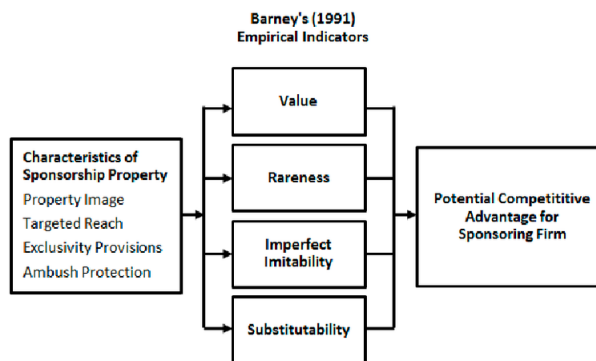 Barney's (1991)
Empirical Indicators
Value
Characteristics of
Sponsorship Property
Property Image
Targeted Reach
Exclusivity Provisions
Ambush Protection
Rareness
Imperfect
Imitability
Substitutability
Potential Competititive
Advantage for
Sponsoring Firm